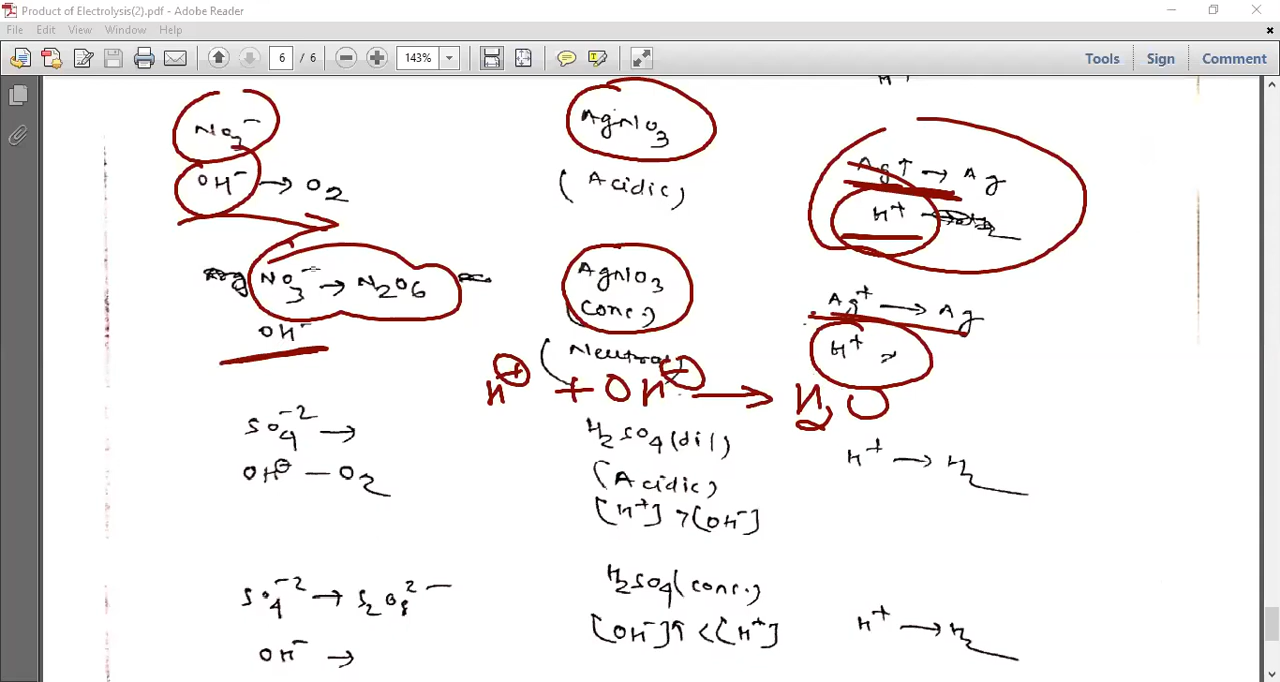 Product of Electrolysis(2).pdf - Adobe Reader
File Edit View Window Help
6 / 6 143% Tools Sign Comment
H+
NO3^- AgNO3 Ag+ → Ag
OH^- → O2 (Acidic) H+ →
NO3^- → N2O6 AgNO3 Ag+ → Ag
OH^- (Conc.) H+
(Neutral)
H+ + OH^- → H2O
SO4^-2 → H2SO4(dil) H+ → H2
OH^⊖ — O2 (Acidic)
[H+] > [OH-]
SO4^-2 → S2O8^2- H2SO4(conc.) H+ → H2
OH^- → [OH-]↑ < [H+]